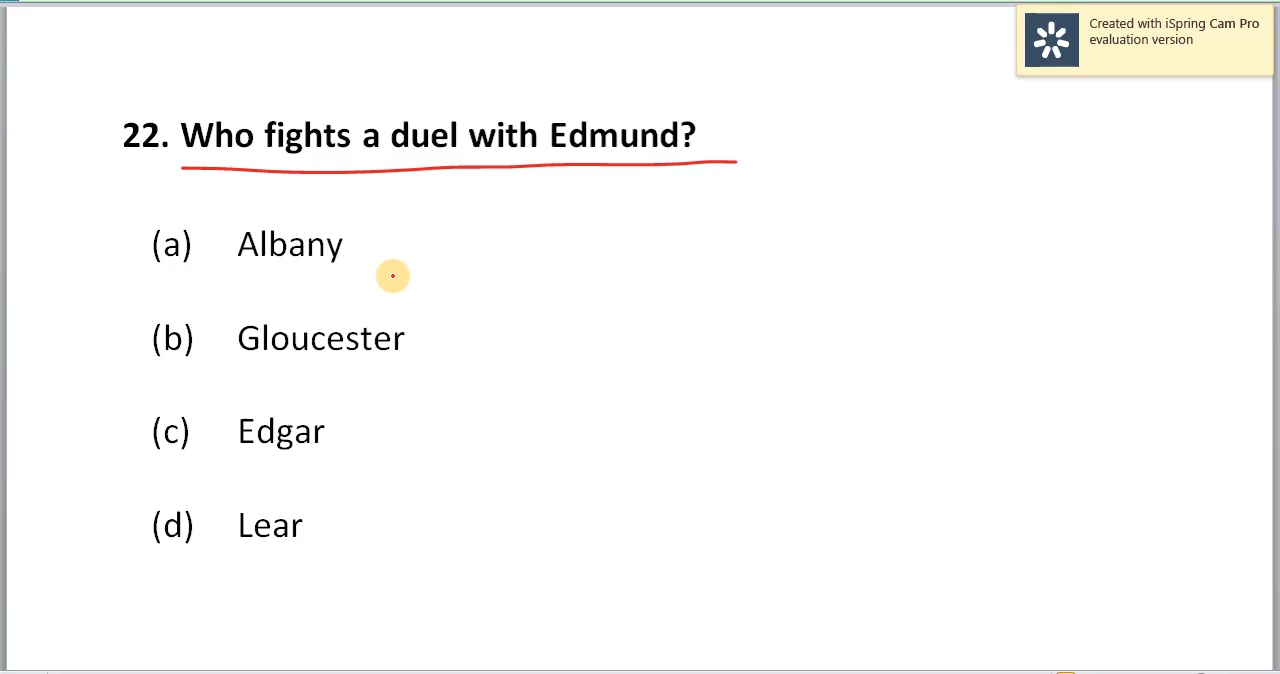 Created with iSpring Cam Pro
evaluation version
22. Who fights a duel with Edmund?
(a) Albany
(b) Gloucester
(c) Edgar
(d) Lear